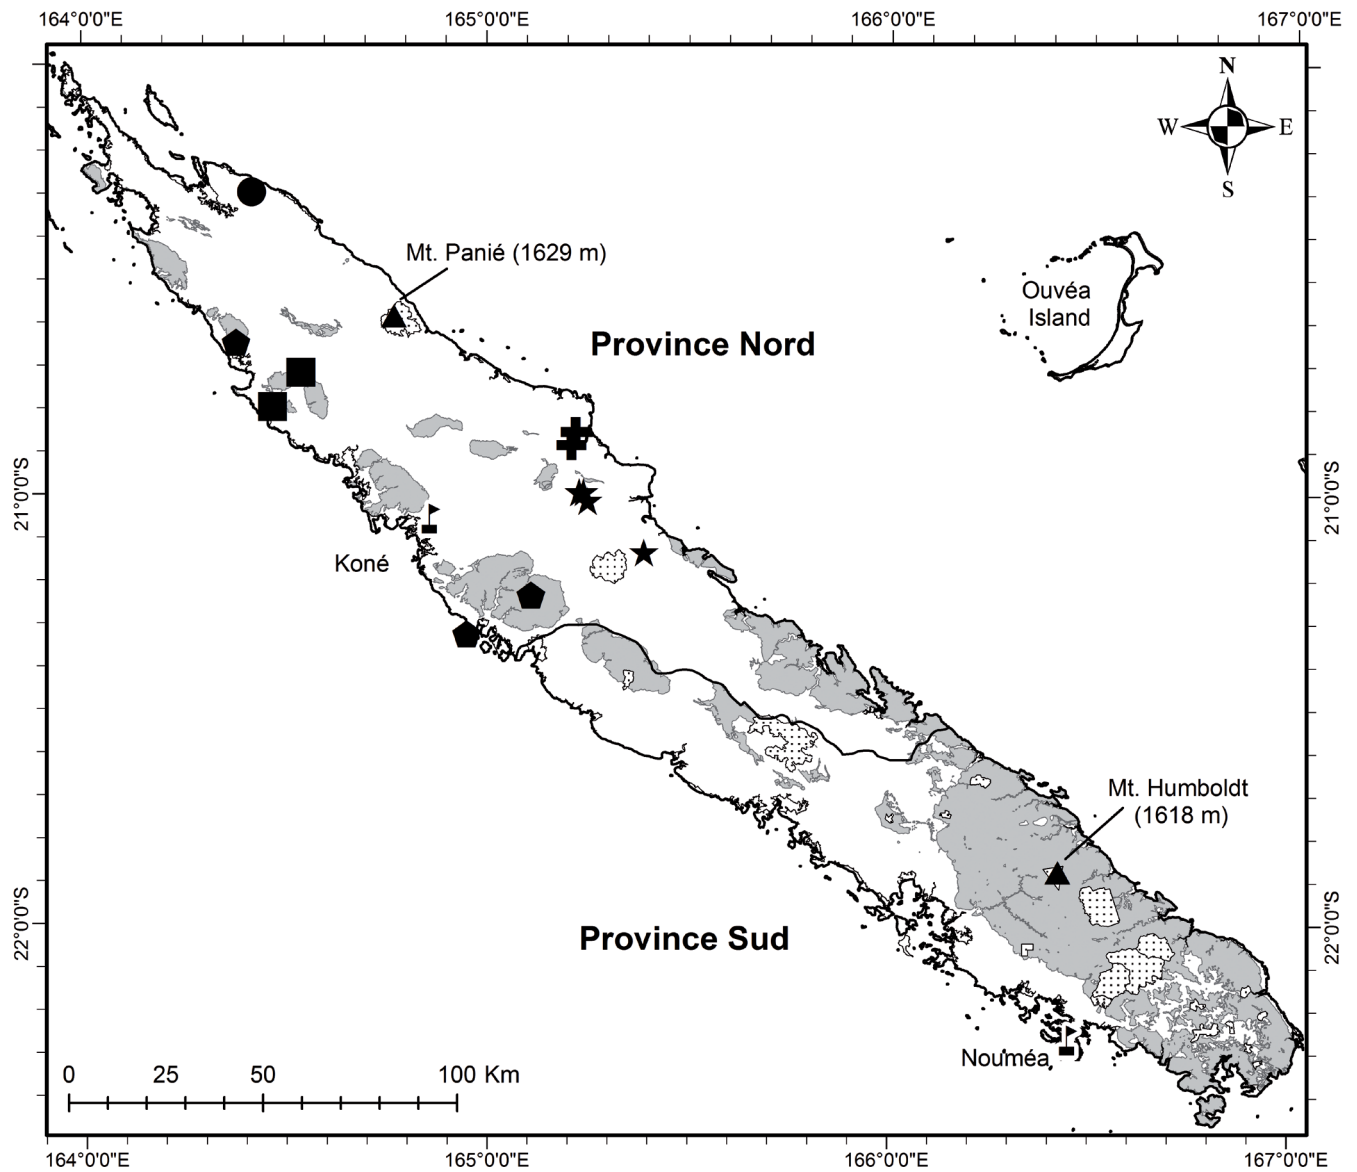 164°0'0"E
165°0'0"E
166°0'0"E
167°0'0"E
N
W
E
S
Mt. Panié (1629 m)
Ouvéa
Island
Province Nord
21°0'0"S
21°0'0"S
Koné
Mt. Humboldt
(1618 m)
22°0'0"S
22°0'0"S
Province Sud
Nouméa
0
25
50
100 Km
164°0'0"E
165°0'0"E
166°0'0"E
167°0'0"E